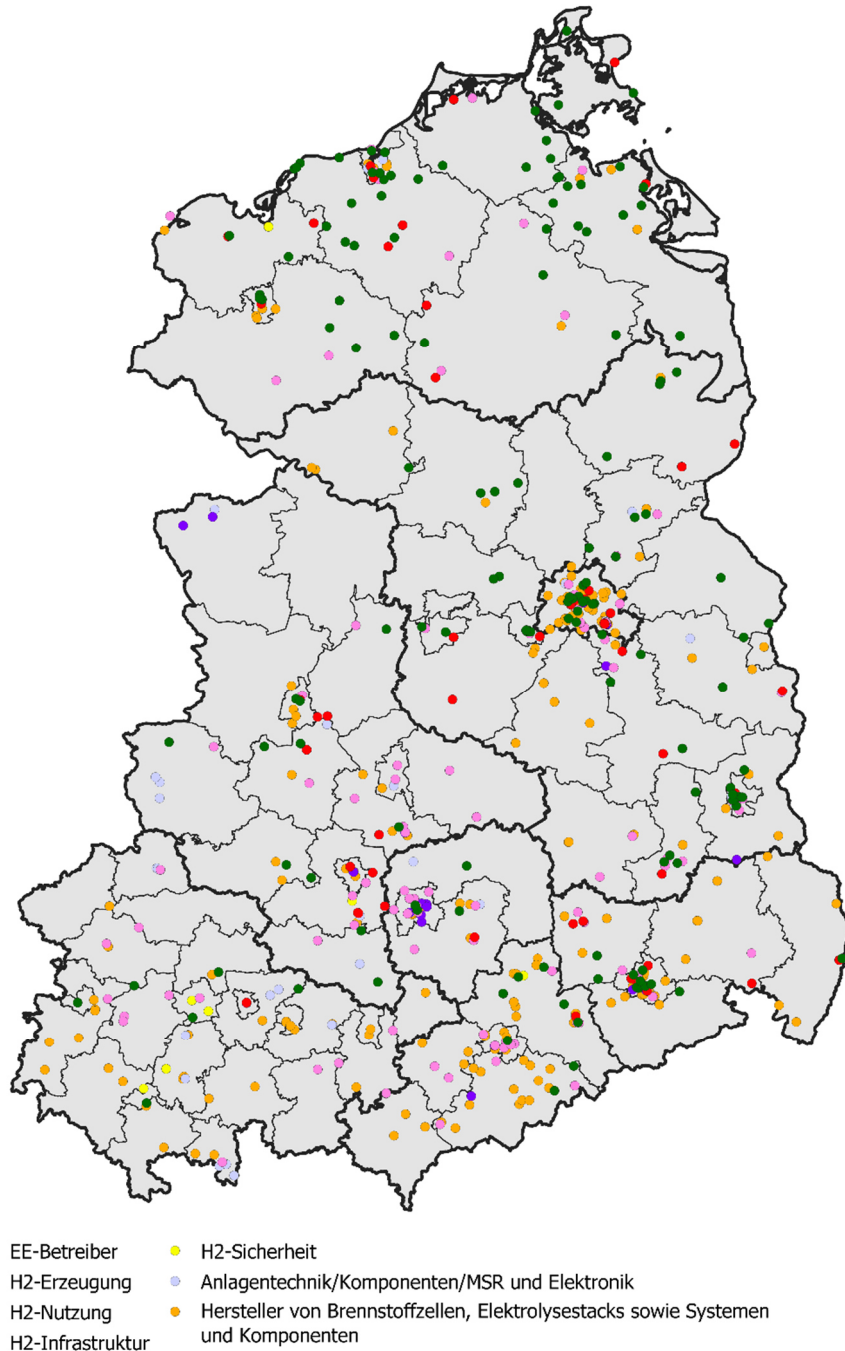 EE-Betreiber
H2-Erzeugung
H2-Nutzung
H2-Infrastruktur
H2-Sicherheit
Anlagentechnik/Komponenten/MSR und Elektronik
Hersteller von Brennstoffzellen, Elektrolysestacks sowie Systemen
und Komponenten